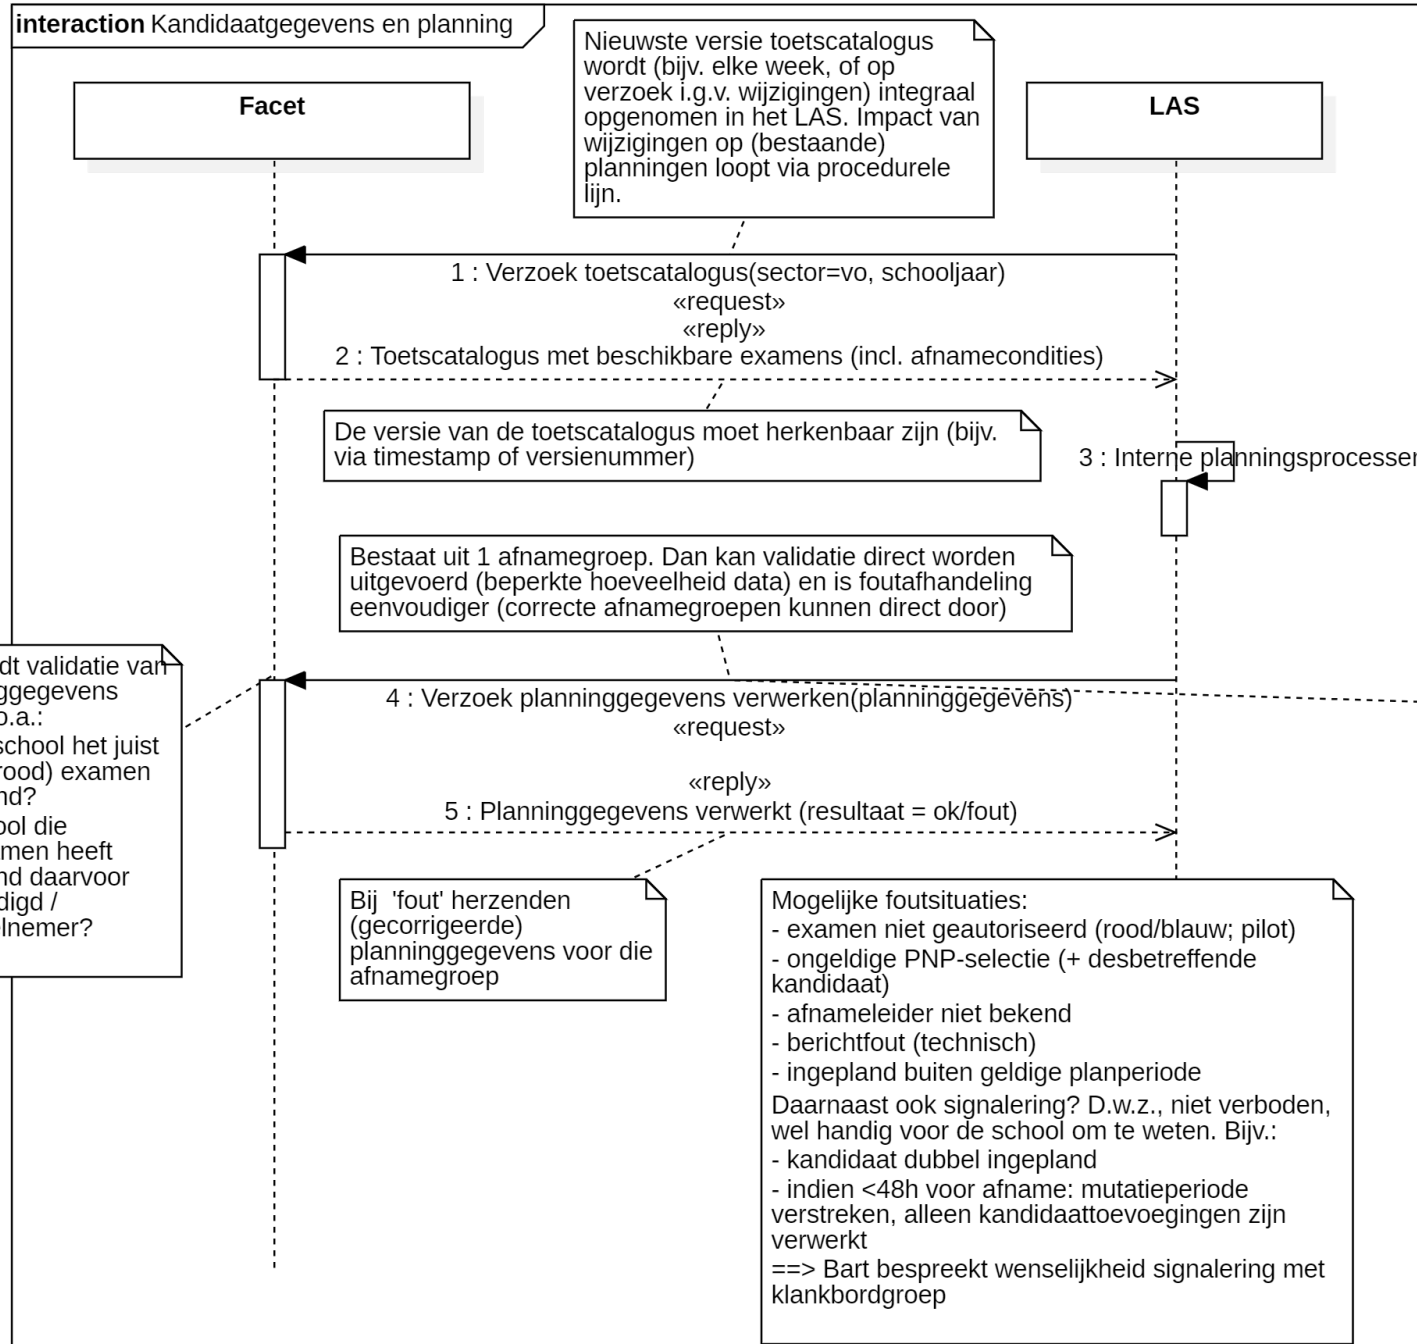 interaction Kandidaatgegevens en planning
Nieuwste versie toetscatalogus
wordt (bijv. elke week, of op
verzoek i.g.v. wijzigingen) integraal
opgenomen in het LAS. Impact van
wijzigingen op (bestaande)
planningen loopt via procedurele
lijn.
Facet
LAS
1 : Verzoek toetscatalogus(sector=vo, schooljaar)
«request»
«reply»
2 : Toetscatalogus met beschikbare examens (incl. afnamecondities)
De versie van de toetscatalogus moet herkenbaar zijn (bijv.
via timestamp of versienummer)
3 : Interne planningsprocessen
Bestaat uit 1 afnamegroep. Dan kan validatie direct worden
uitgevoerd (beperkte hoeveelheid data) en is foutafhandeling
eenvoudiger (correcte afnamegroepen kunnen direct door)
dt validatie van
ggegevens
o.a.:
school het juist
rood) examen
nd?
ool die
amen heeft
nd daarvoor
digd /
elnemer?
4 : Verzoek planninggegevens verwerken(planninggegevens)
«request»
«reply»
5 : Planninggegevens verwerkt (resultaat = ok/fout)
Bij 'fout' herzenden
(gecorrigeerde)
planninggegevens voor die
afnamegroep
Mogelijke foutsituaties:
- examen niet geautoriseerd (rood/blauw; pilot)
- ongeldige PNP-selectie (+ desbetreffende
kandidaat)
- afnameleider niet bekend
- berichtfout (technisch)
- ingepland buiten geldige planperiode
Daarnaast ook signalering? D.w.z., niet verboden,
wel handig voor de school om te weten. Bijv.:
- kandidaat dubbel ingepland
- indien <48h voor afname: mutatieperiode
verstreken, alleen kandidaattoevoegingen zijn
verwerkt
==> Bart bespreekt wenselijkheid signalering met
klankbordgroep